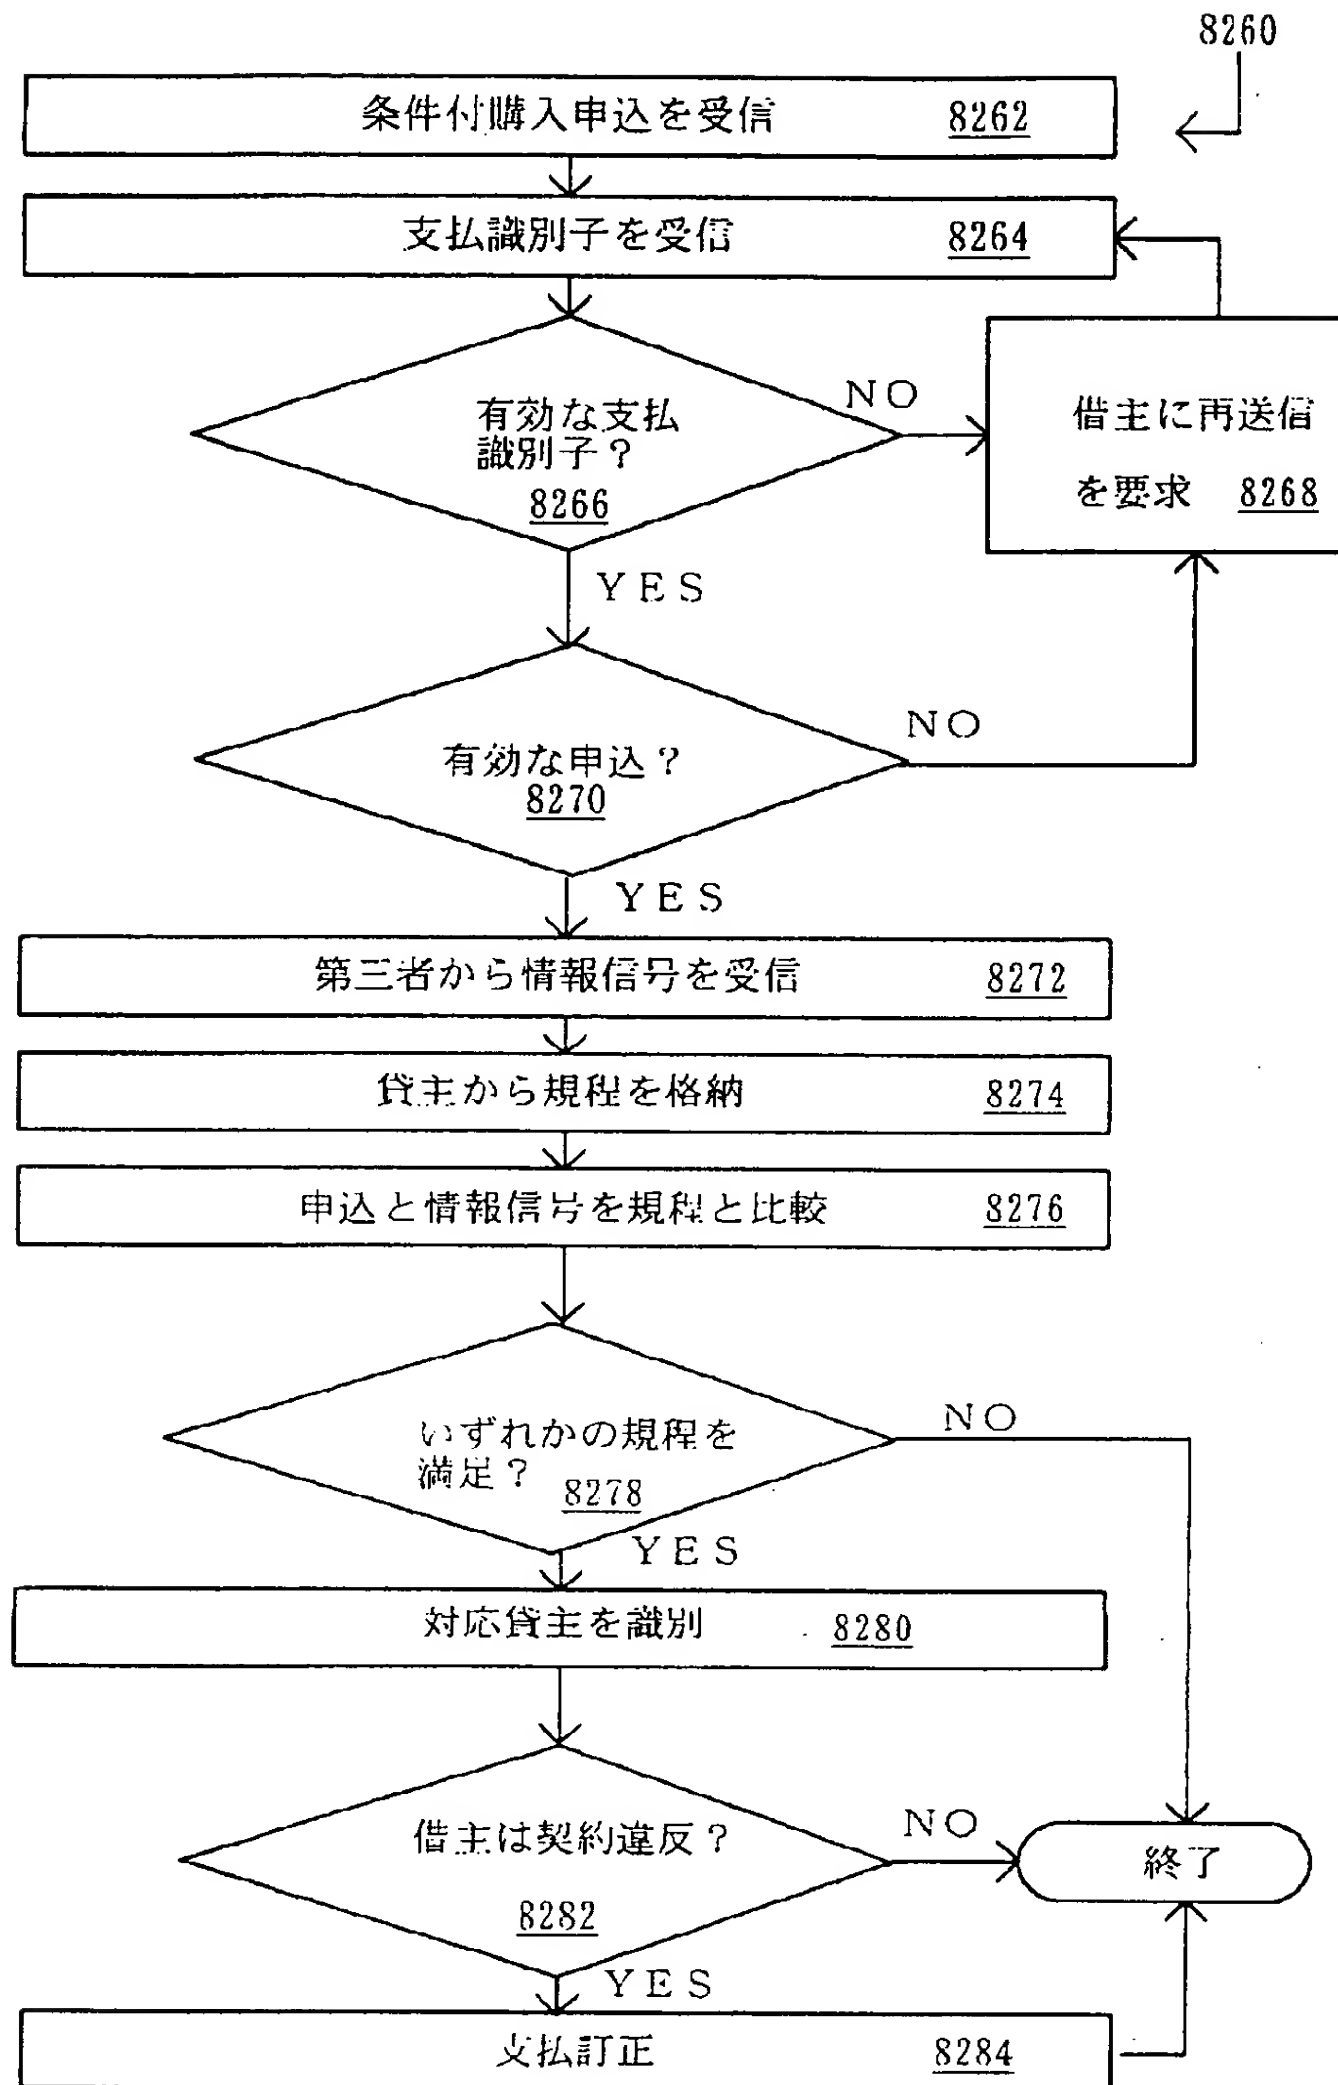 8260
条件付購入申込を受信 8262
支払識別子を受信 8264
有効な支払
識別子？
8266
NO
借主に再送信
を要求 8268
YES
有効な申込？
8270
NO
YES
第三者から情報信号を受信 8272
貸主から規程を格納 8274
申込と情報信号を規程と比較 8276
いずれかの規程を
満足？ 8278
NO
YES
対応貸主を識別 8280
借主は契約違反？
8282
NO
終了
YES
支払訂正 8284